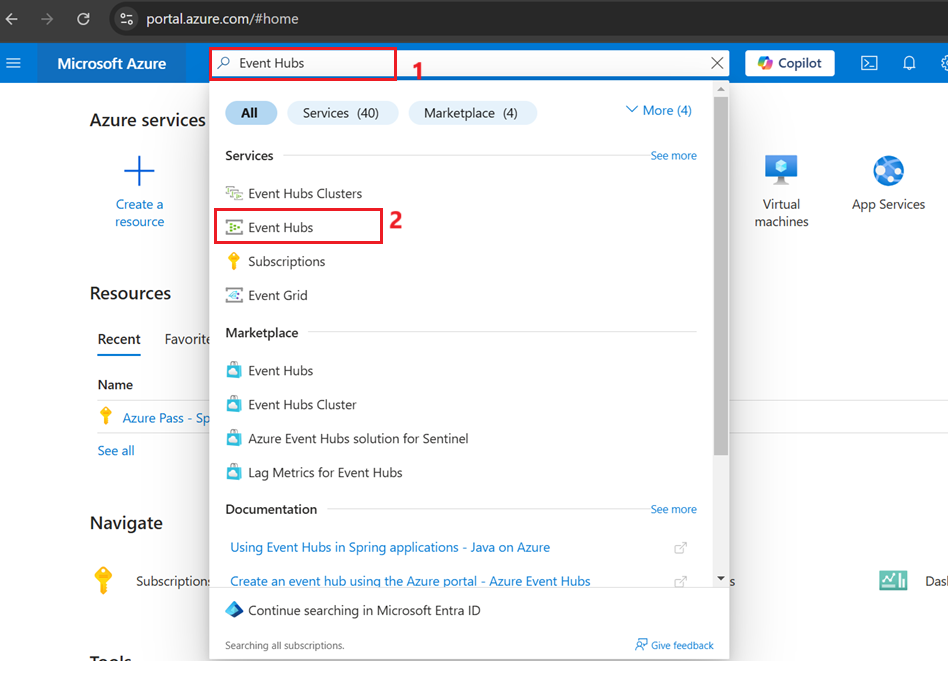 portal.azure.com/#home
Microsoft Azure
Event Hubs
1
Copilot
All
Services (40)
Marketplace (4)
More (4)
Azure services
Services
See more
Create a
resource
Event Hubs Clusters
Event Hubs
2
Subscriptions
Event Grid
Virtual
machines
App Services
Resources
Recent
Favorite
Marketplace
Name
Event Hubs
Event Hubs Cluster
Azure Pass - Sp
Azure Event Hubs solution for Sentinel
See all
Lag Metrics for Event Hubs
Documentation
See more
Navigate
Using Event Hubs in Spring applications - Java on Azure
Subscriptions
Create an event hub using the Azure portal - Azure Event Hubs
s
Das
Continue searching in Microsoft Entra ID
Searching all subscriptions.
Give feedback
Tools